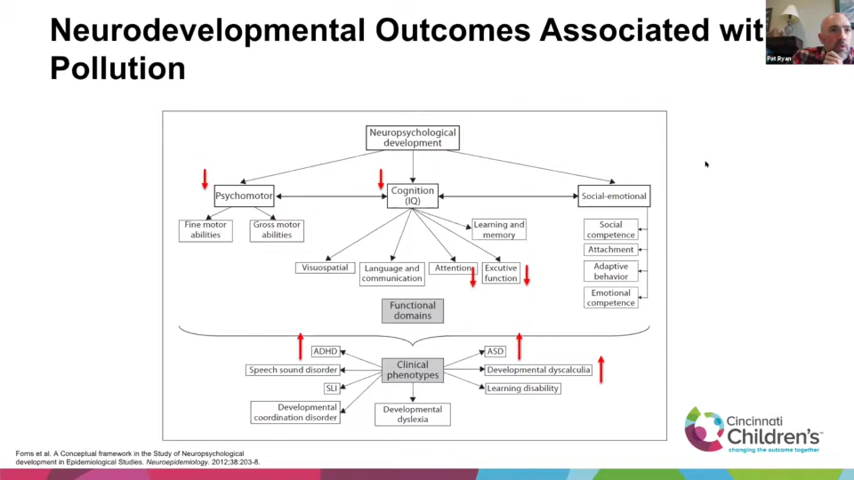 Neurodevelopmental Outcomes Associated wit
Pollution
Pat Ryan
Neuropsychological
development
Psychomotor
Cognition
(IQ)
Social-emotional
Fine motor
abilities
Gross motor
abilities
Learning and
memory
Social
competence
Attachment
Adaptive
behavior
Emotional
competence
Visuospatial
Language and
communication
Attention
Excutive
function
Functional
domains
ADHD
Speech sound disorder
SLI
Developmental
coordination disorder
Clinical
phenotypes
Developmental
dyslexia
ASD
Developmental dyscalculia
Learning disability
Cincinnati
Children's
changing the outcome together
Forns et al. A Conceptual framework in the Study of Neuropsychological
development in Epidemiological Studies. Neuroepidemiology. 2012;38:203-8.